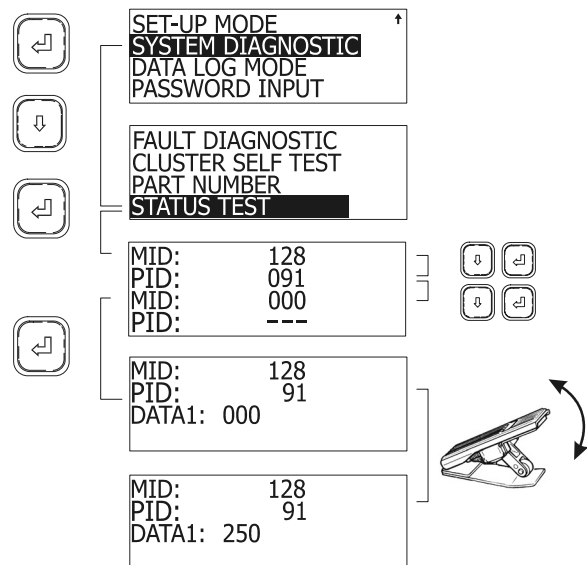 SET-UP MODE
SYSTEM DIAGNOSTIC
DATA LOG MODE
PASSWORD INPUT
FAULT DIAGNOSTIC
CLUSTER SELF TEST
PART NUMBER
STATUS TEST
MID: 128
PID: 091
MID: 000
PID: ---
MID: 128
PID: 91
DATA1: 000
MID: 128
PID: 91
DATA1: 250